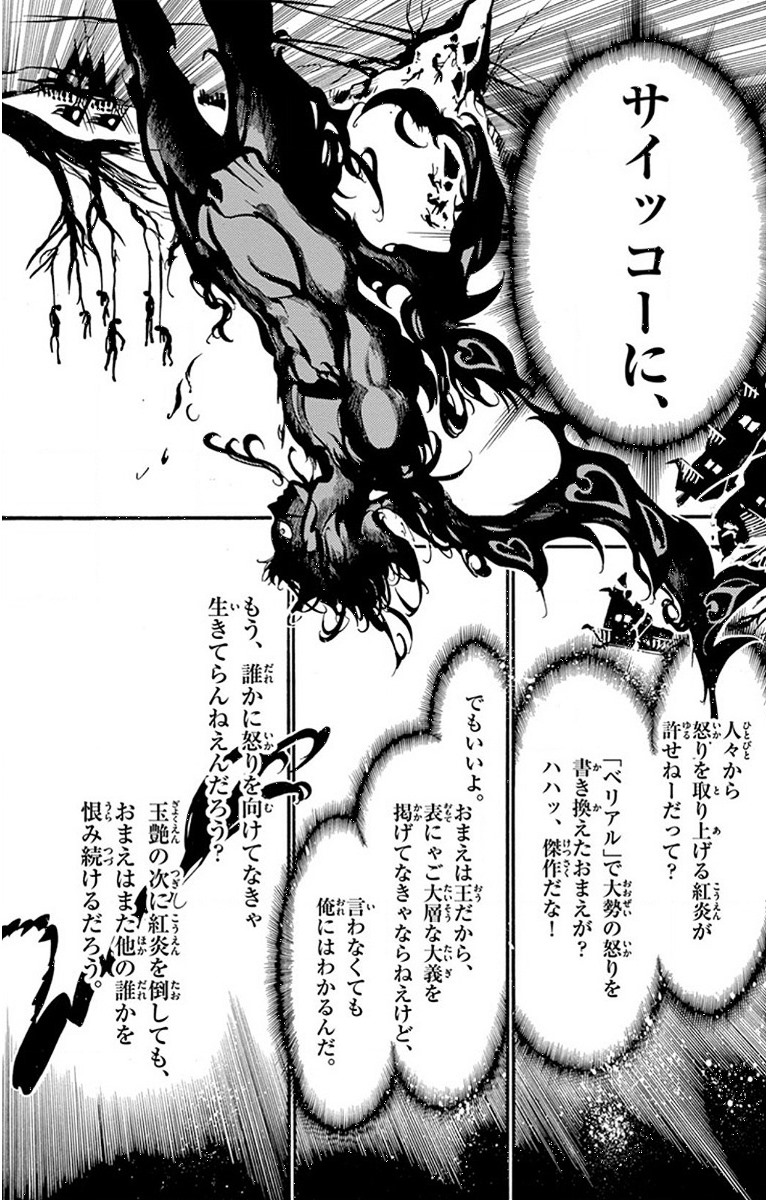 サイッコーに、
人々から
怒りを取り上げる紅炎が
許せねーだって？
「ベリアル」で大勢の怒りを
書き換えたおまえが？
ハハッ、傑作だな！
でもいいよ。
おまえは王だから、
表にゃご大層な大義を
掲げてなきゃならねえけど、
言わなくても
俺にはわかるんだ。
もう、誰かに怒りを向けてなきゃ
生きてらんねえんだろう？
玉艶の次に紅炎を倒しても、
おまえはまた他の誰かを
恨み続けるだろう。